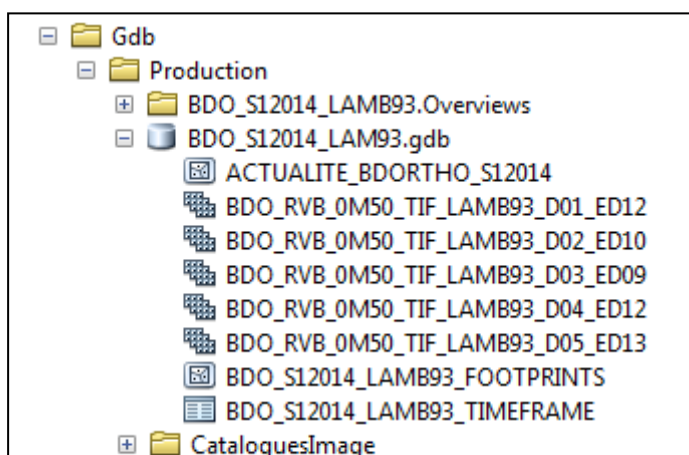 Gdb
Production
BDO_S12014_LAMB93.Overviews
BDO_S12014_LAM93.gdb
ACTUALITE_BDORTHO_S12014
BDO_RVB_0M50_TIF_LAMB93_D01_ED12
BDO_RVB_0M50_TIF_LAMB93_D02_ED10
BDO_RVB_0M50_TIF_LAMB93_D03_ED09
BDO_RVB_0M50_TIF_LAMB93_D04_ED12
BDO_RVB_0M50_TIF_LAMB93_D05_ED13
BDO_S12014_LAMB93_FOOTPRINTS
BDO_S12014_LAMB93_TIMEFRAME
CataloguesImage